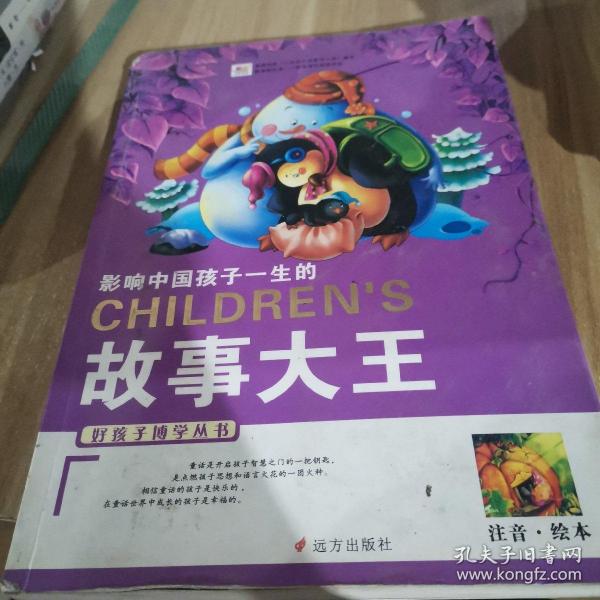 影响中国孩子一生的
CHILDREN'S
故事大王
好孩子博学丛书
童话是开启孩子智慧之门的一把钥匙，
是点燃孩子思想和语言火花的一团火种。
相信童话的孩子是快乐的，
在童话世界中成长的孩子是幸福的。
注音·绘本
远方出版社
孔夫子旧书网
www.kongfz.com